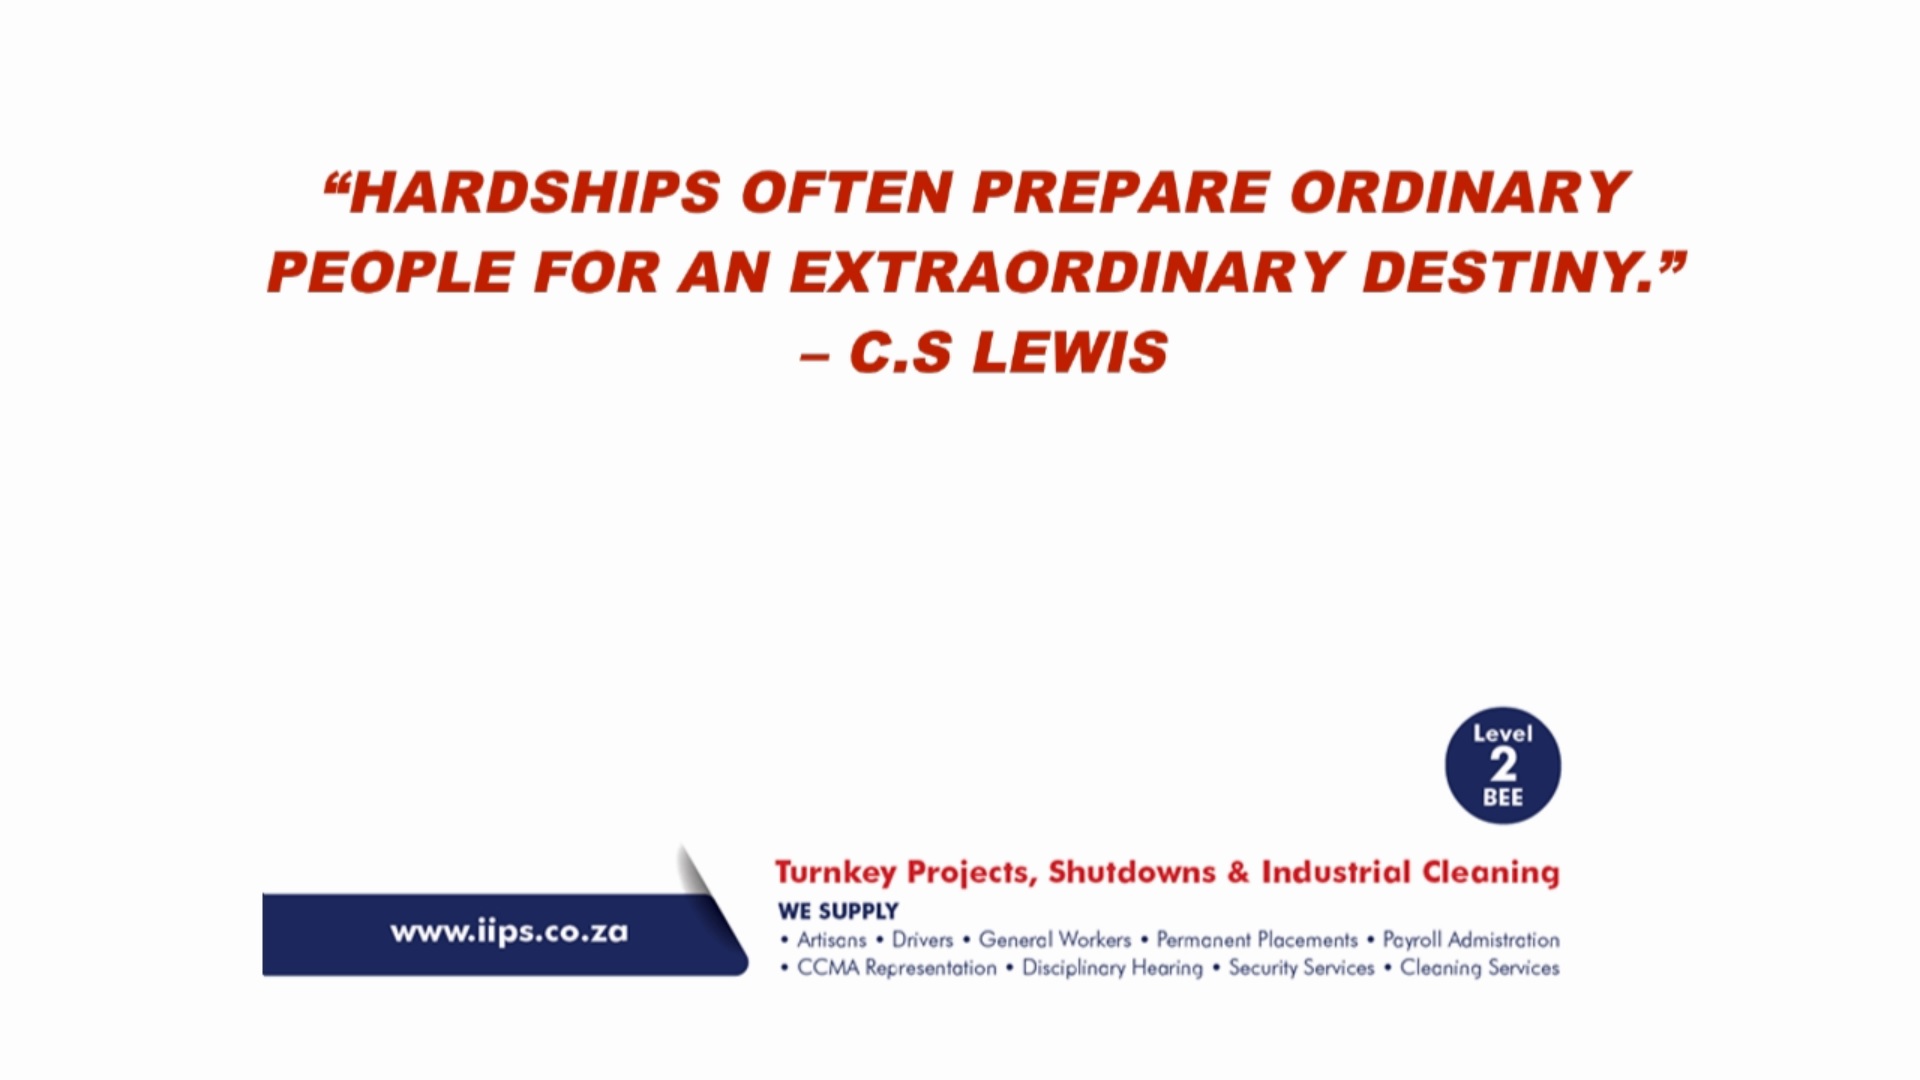 “HARDSHIPS OFTEN PREPARE ORDINARY
PEOPLE FOR AN EXTRAORDINARY DESTINY.”
– C.S LEWIS
Level
2
BEE
Turnkey Projects, Shutdowns & Industrial Cleaning
WE SUPPLY
www.iips.co.za
• Artisans • Drivers • General Workers • Permanent Placements • Payroll Admistration
• CCMA Representation • Disciplinary Hearing • Security Services • Cleaning Services